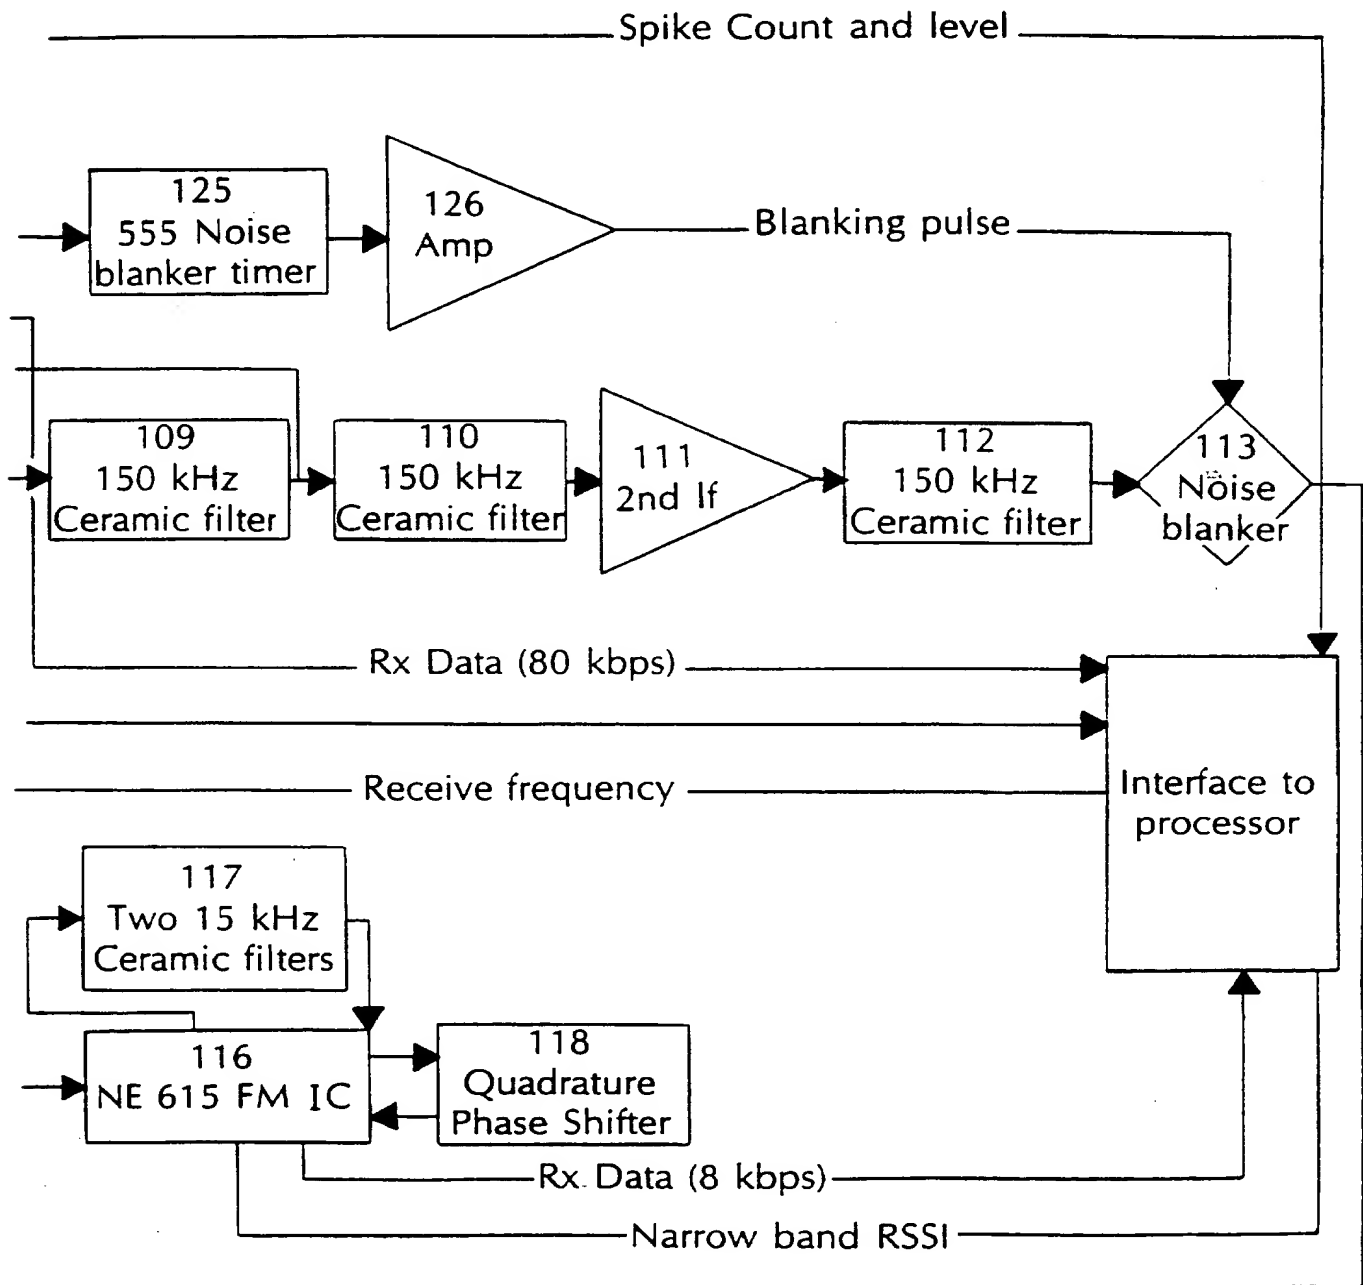 Spike Count and level
125
555 Noise
blanker timer
126
Amp
Blanking pulse
109
150 kHz
Ceramic filter
110
150 kHz
Ceramic filter
111
2nd If
112
150 kHz
Ceramic filter
113
Noise
blanker
Rx Data (80 kbps)
Receive frequency
Interface to
processor
117
Two 15 kHz
Ceramic filters
116
NE 615 FM IC
118
Quadrature
Phase Shifter
Rx Data (8 kbps)
Narrow band RSSI